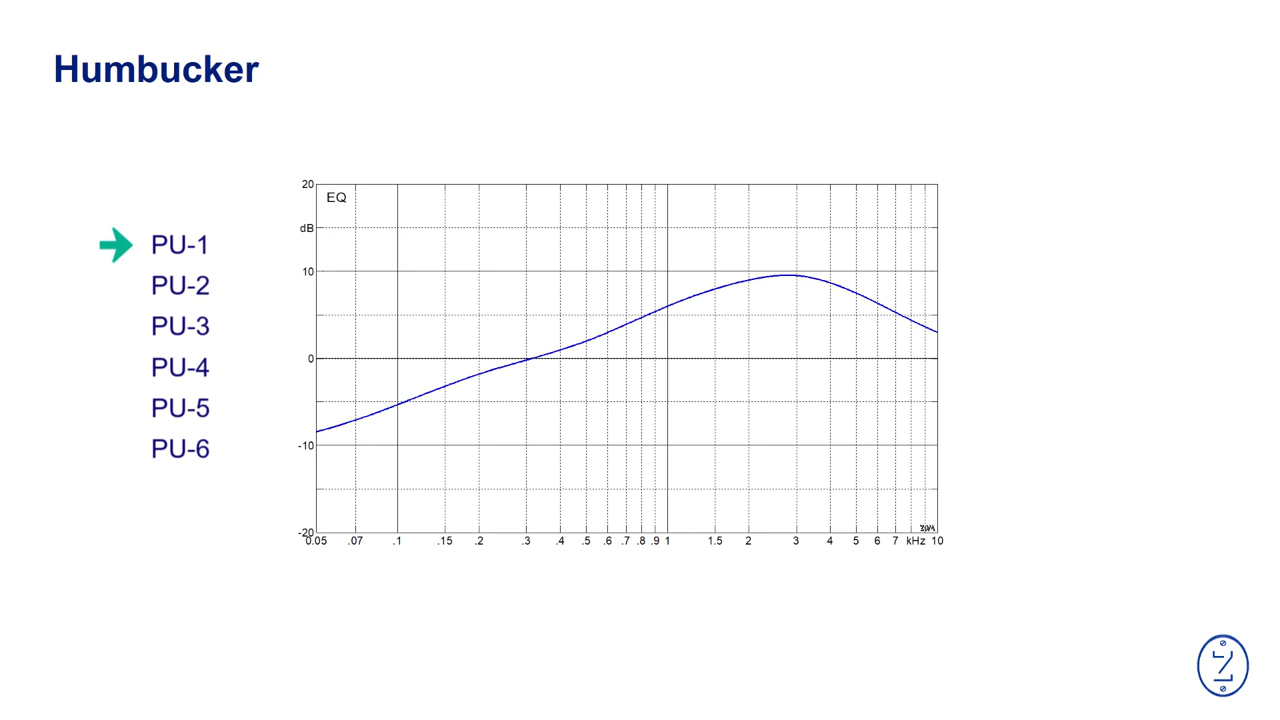 Humbucker
PU-1
PU-2
PU-3
PU-4
PU-5
PU-6
EQ
20
dB
10
0
-10
-20
0.05 .07 .1 .15 .2 .3 .4 .5 .6 .7 .8 .9 1 1.5 2 3 4 5 6 7 kHz 10